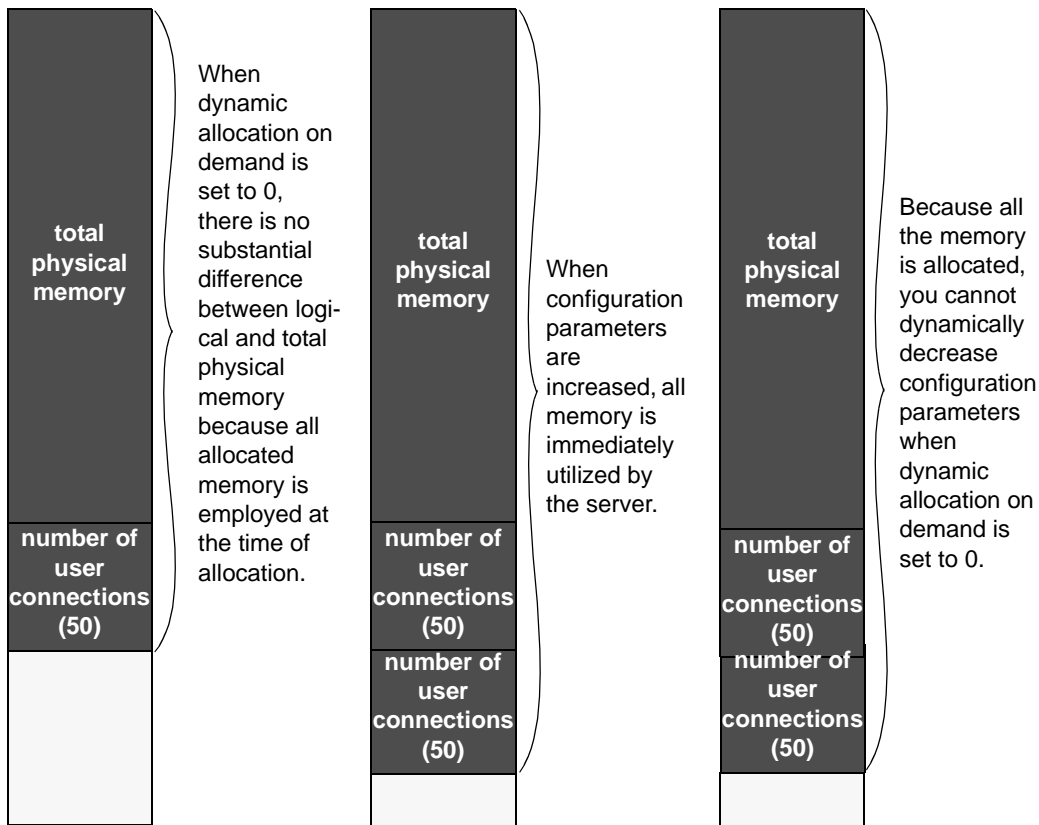 total
physical
memory
number of
user
connections
(50)
When
dynamic
allocation on
demand is
set to 0,
there is no
substantial
difference
between logi-
cal and total
physical
memory
because all
allocated
memory is
employed at
the time of
allocation.
total
physical
memory
number of
user
connections
(50)
number of
user
connections
(50)
When
configuration
parameters
are
increased, all
memory is
immediately
utilized by
the server.
total
physical
memory
number of
user
connections
(50)
number of
user
connections
(50)
Because all
the memory
is allocated,
you cannot
dynamically
decrease
configuration
parameters
when
dynamic
allocation on
demand is
set to 0.